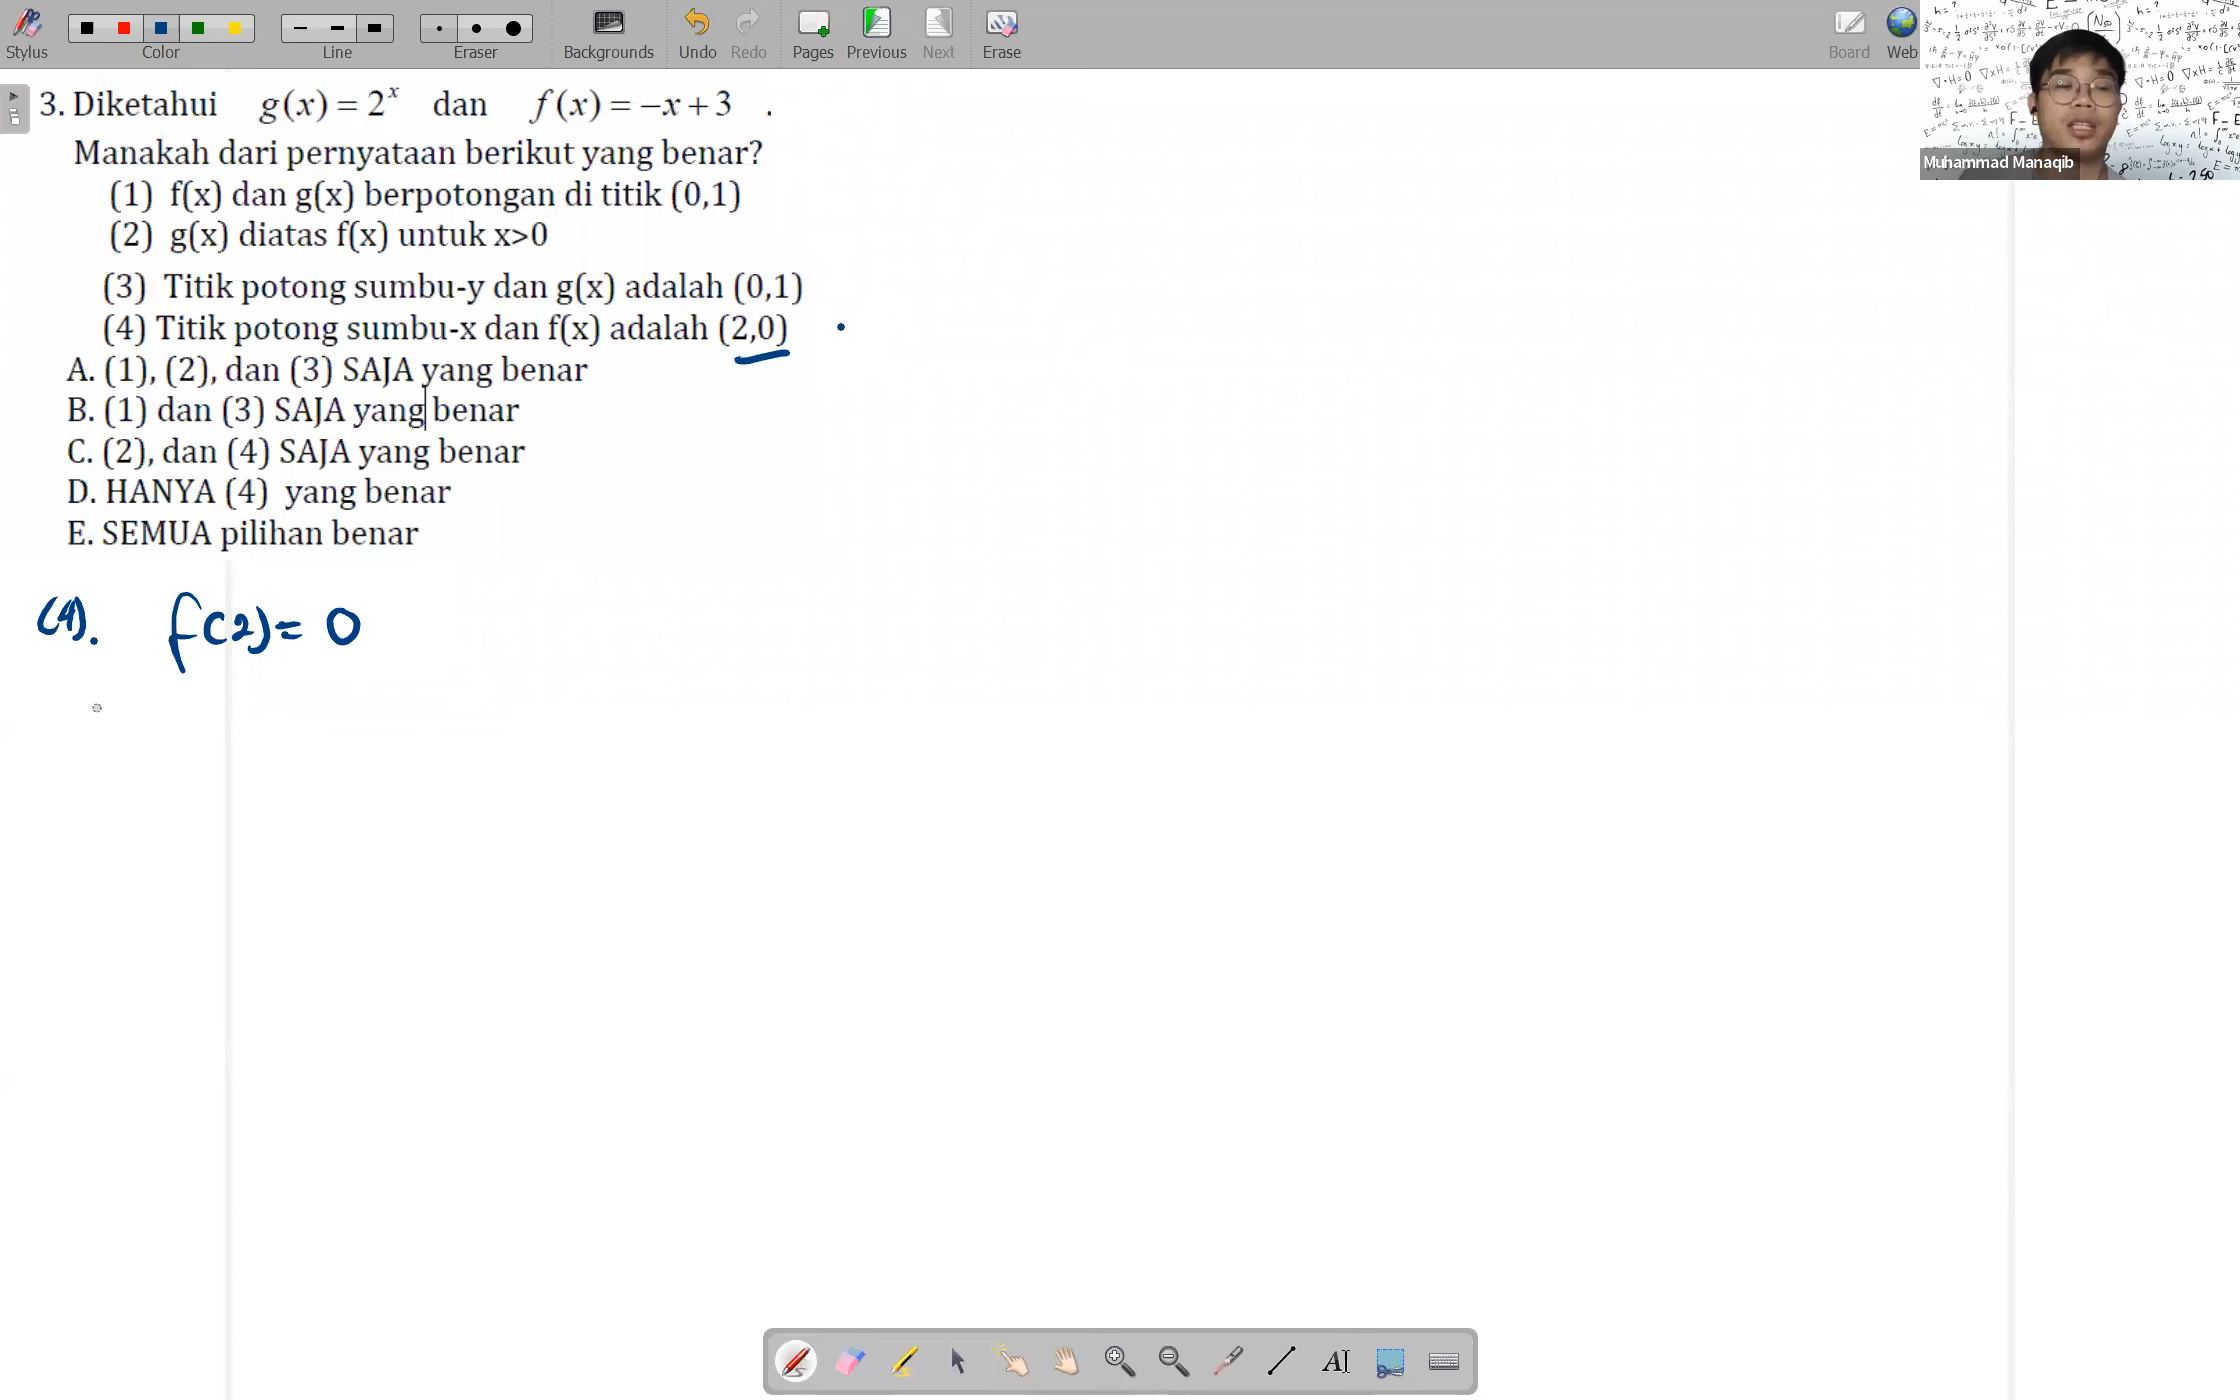 Stylus
Color
Line
Eraser
Backgrounds
Undo
Redo
Pages
Previous
Next
Erase
Board
Web
Muhammad Manaqib
3. Diketahui g(x) = 2^x dan f(x) = −x + 3 .
Manakah dari pernyataan berikut yang benar?
(1) f(x) dan g(x) berpotongan di titik (0,1)
(2) g(x) diatas f(x) untuk x>0
(3) Titik potong sumbu-y dan g(x) adalah (0,1)
(4) Titik potong sumbu-x dan f(x) adalah (2,0)
A. (1), (2), dan (3) SAJA yang benar
B. (1) dan (3) SAJA yang benar
C. (2), dan (4) SAJA yang benar
D. HANYA (4) yang benar
E. SEMUA pilihan benar
(4). f(2) = 0